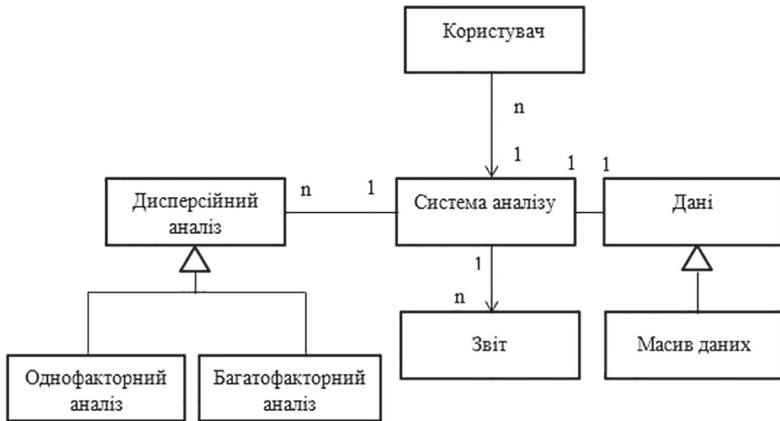 Користувач
n
1
1 1
Дисперсійний
аналіз
n 1
Система аналізу
Дані
1
n
Звіт
Масив даних
Однофакторний
аналіз
Багатофакторний
аналіз